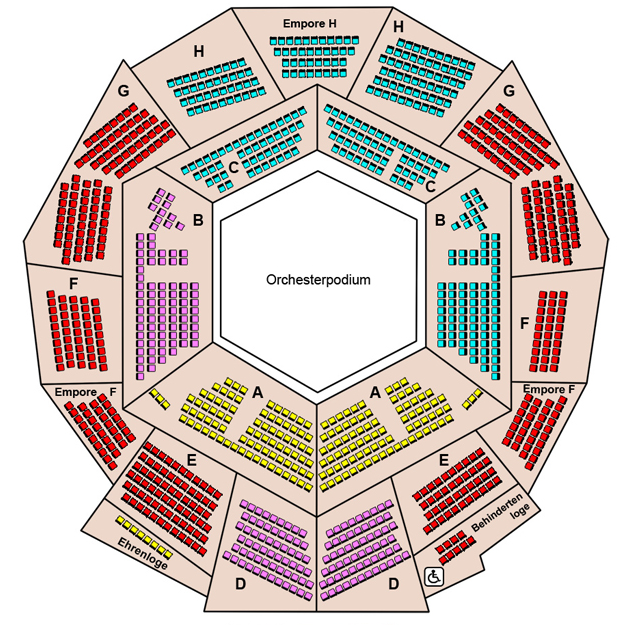 Empore H
H
H
G
G
C
C
B
B
Orchesterpodium
F
F
Empore F
Empore F
A
A
E
E
Ehrenloge
Behinderten
loge
D
D